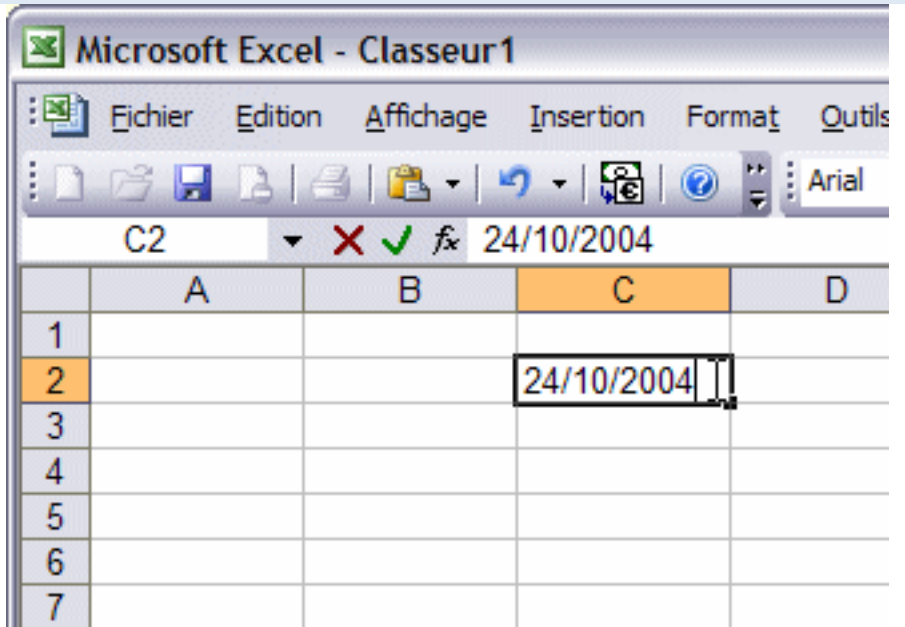 Microsoft Excel - Classeur1
Fichier Edition Affichage Insertion Format Outils
Arial
C2 fx 24/10/2004
A B C D
1
2 24/10/2004
3
4
5
6
7